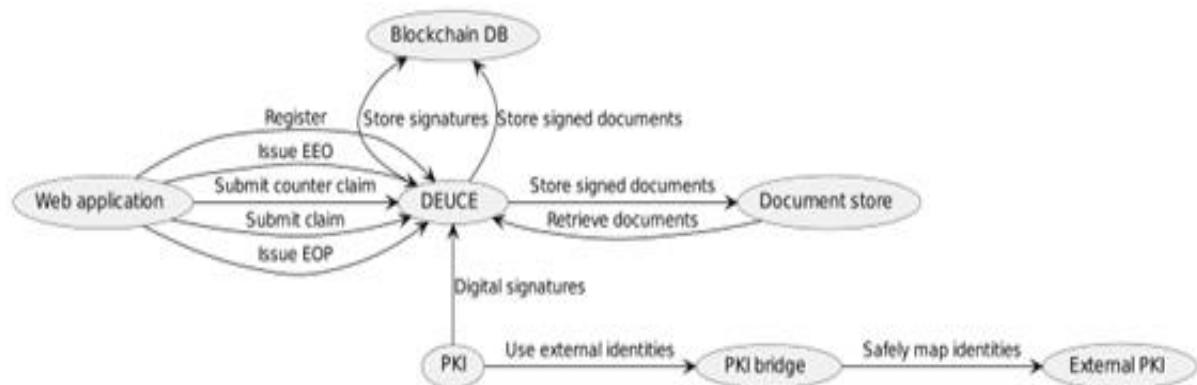 Blockchain DB
Register
Store signatures
Store signed documents
Issue EEO
Web application
Submit counter claim
DEUCE
Store signed documents
Document store
Submit claim
Retrieve documents
Issue EOP
Digital signatures
PKI
Use external identities
PKI bridge
Safely map identities
External PKI